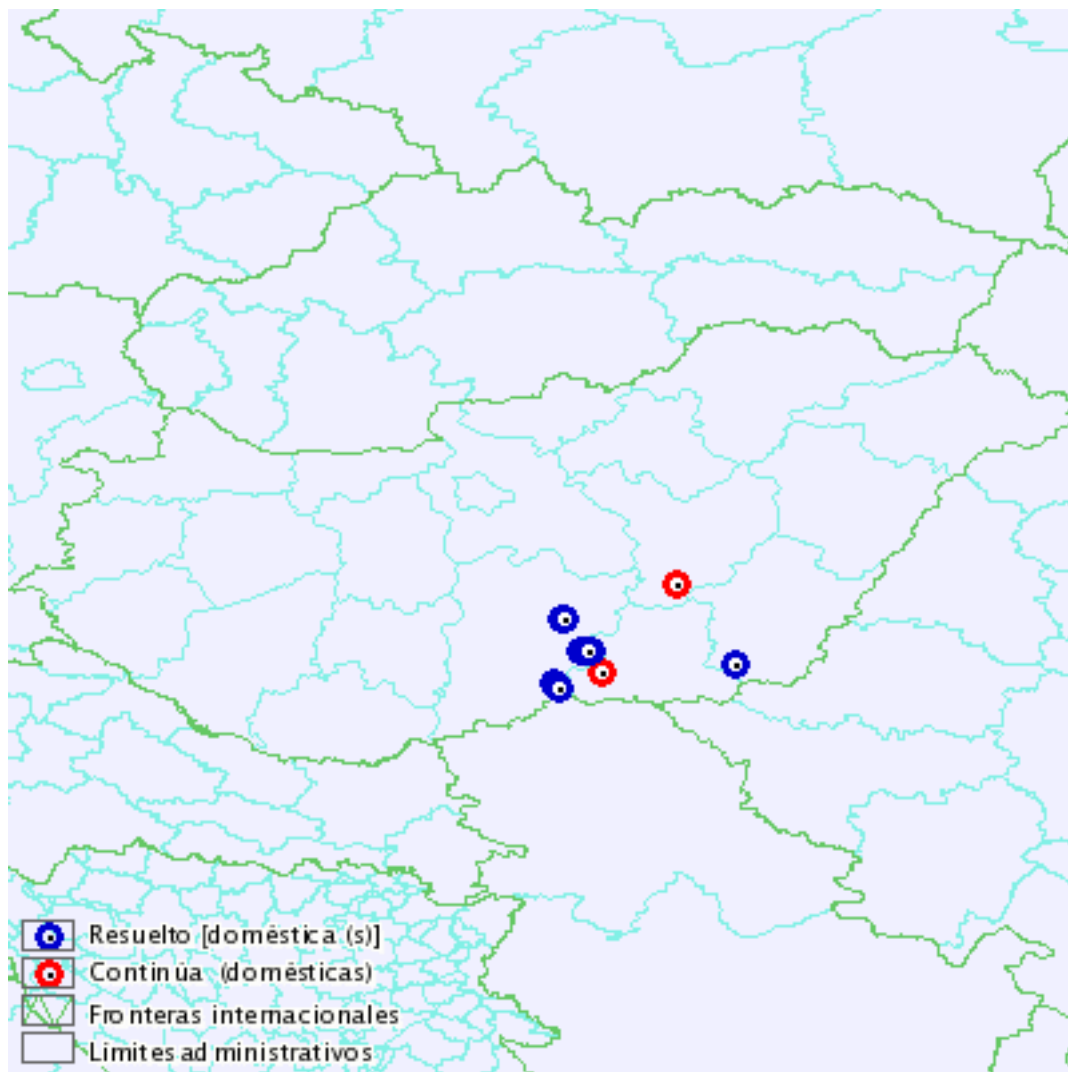 Resuelto [doméstica (s)]
Continúa (domésticas)
Fronteras internacionales
Límites administrativos